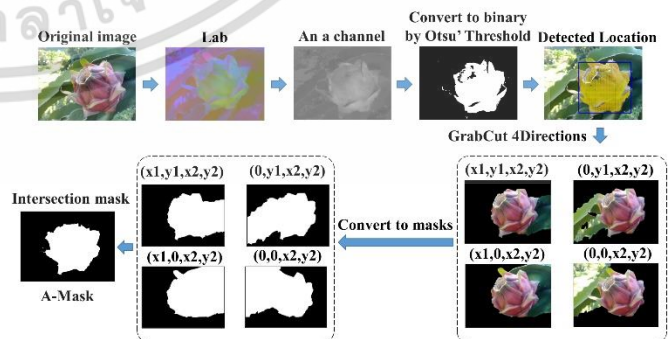 Original image
Lab
An a channel
Convert to binary
by Otsu' Threshold
Detected Location
GrabCut 4Directions
(x1,y1,x2,y2)
(0,y1,x2,y2)
(x1,0,x2,y2)
(0,0,x2,y2)
Convert to masks
(x1,y1,x2,y2)
(0,y1,x2,y2)
(x1,0,x2,y2)
(0,0,x2,y2)
Intersection mask
A-Mask